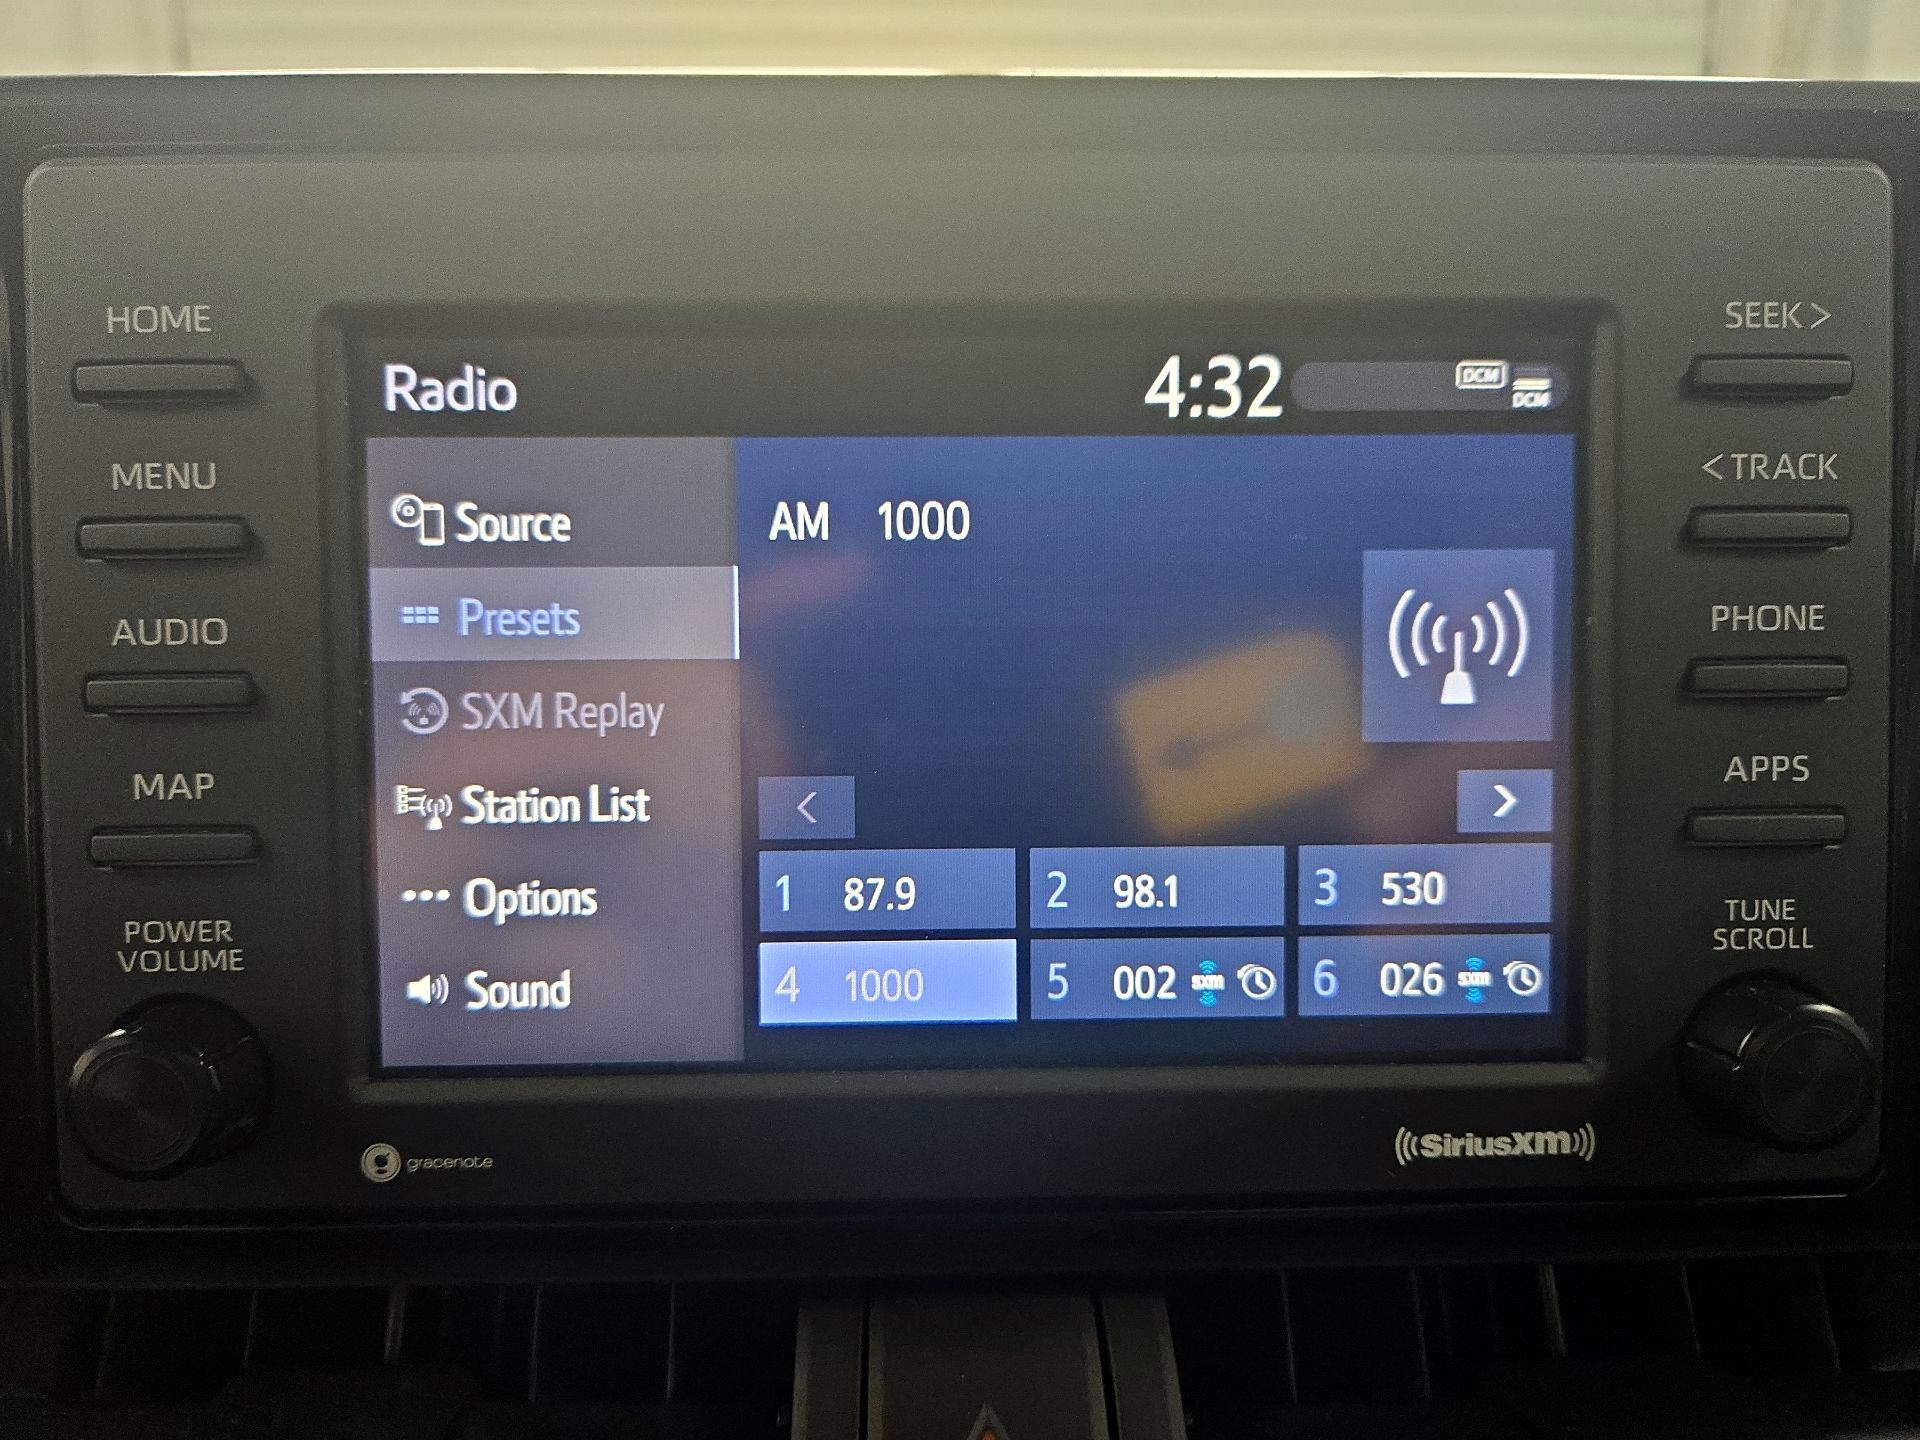 HOME
MENU
AUDIO
MAP
POWER
VOLUME
Radio
4:32
DCM
DCM
Source
Presets
SXM Replay
Station List
Options
Sound
AM 1000
<
>
1 87.9
2 98.1
3 530
4 1000
5 002 sxm
6 026 sxm
SEEK >
< TRACK
PHONE
APPS
TUNE
SCROLL
gracenote
SiriusXM